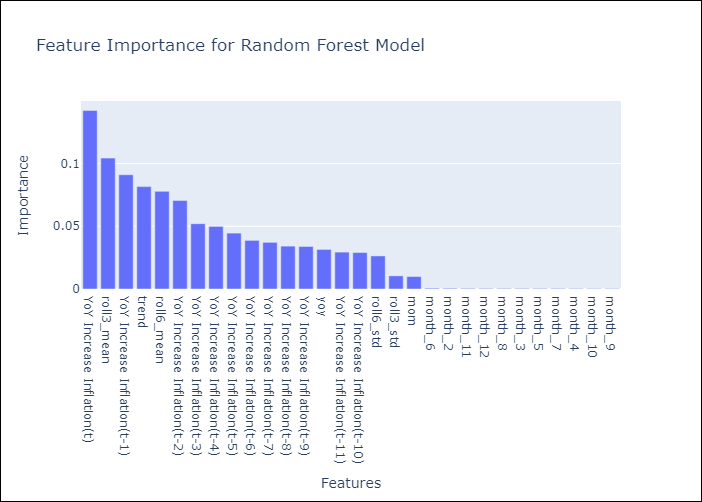 Feature Importance for Random Forest Model
Importance
0.1
0.05
0
YoY Increase Inflation(t)
roll3_mean
YoY Increase Inflation(t-1)
trend
roll6_mean
YoY Increase Inflation(t-2)
YoY Increase Inflation(t-3)
YoY Increase Inflation(t-4)
YoY Increase Inflation(t-5)
YoY Increase Inflation(t-6)
YoY Increase Inflation(t-7)
YoY Increase Inflation(t-8)
YoY Increase Inflation(t-9)
yoy
YoY Increase Inflation(t-11)
YoY Increase Inflation(t-10)
roll6_std
roll3_std
mom
month_6
month_2
month_11
month_12
month_8
month_3
month_5
month_7
month_4
month_10
month_9
Features